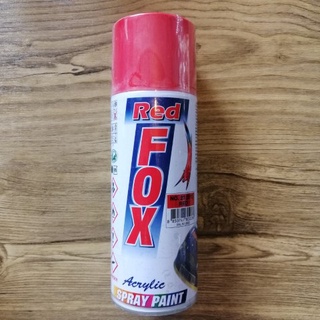 Red
FOX
Acrylic
SPRAY PAINT